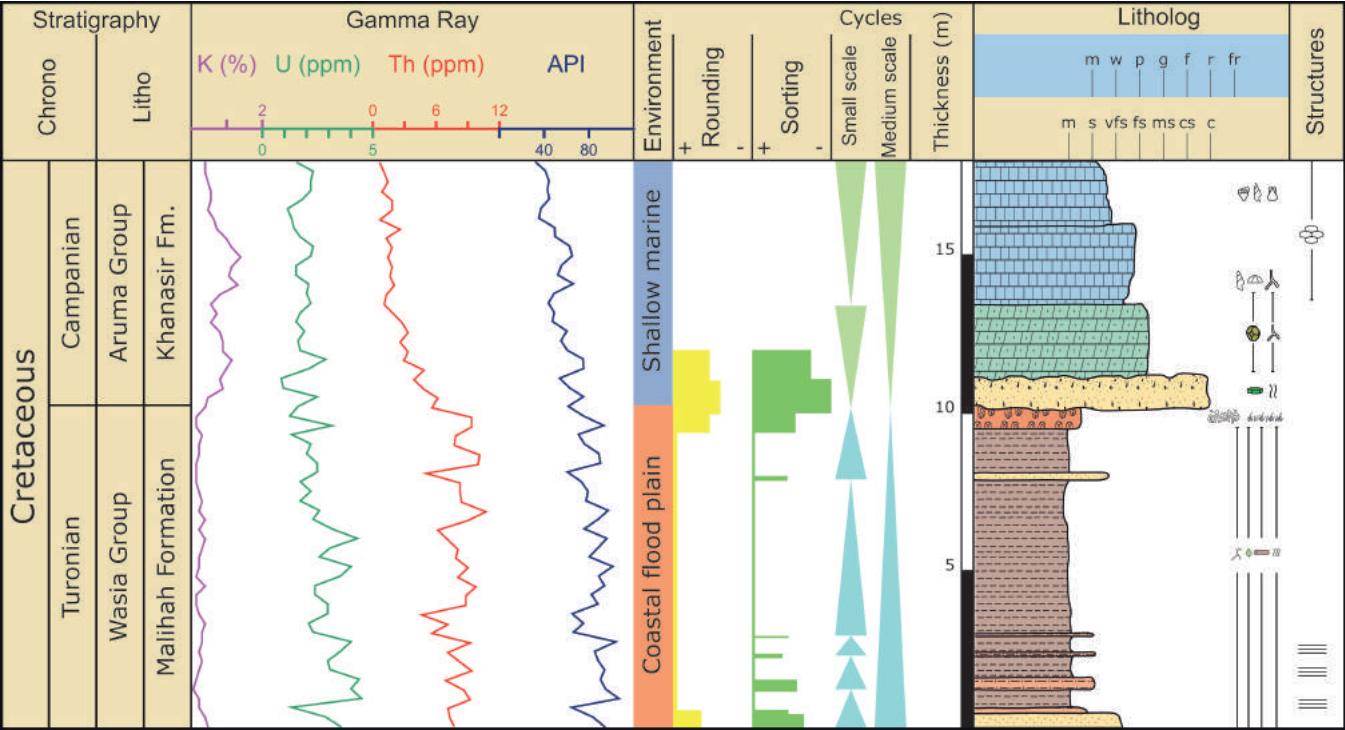 Stratigraphy
Gamma Ray
Cycles
Litholog
Chrono
Litho
K (%)
U (ppm)
Th (ppm)
API
Environment
Rounding
Sorting
Small scale
Medium scale
Thickness (m)
Structures
m w p g f r fr
m s vfs fs ms cs c
2
0 6 12
0 5
40 80
+ -
+ -
Cretaceous
Campanian
Aruma Group
Khanasir Fm.
Shallow marine
Turonian
Wasia Group
Malihah Formation
Coastal flood plain
15
10
5